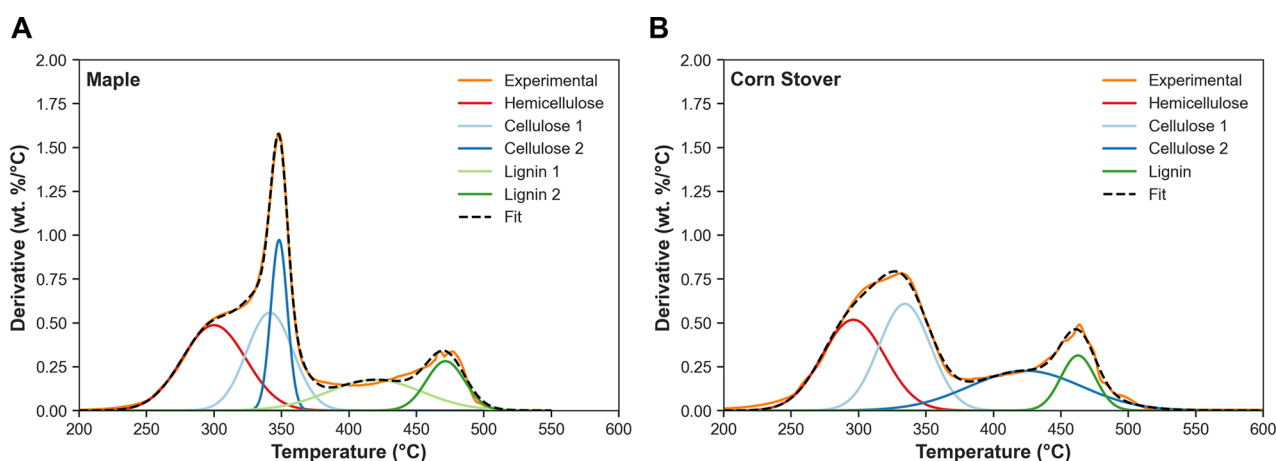 A
Maple
2.00
1.75
1.50
1.25
1.00
0.75
0.50
0.25
0.00
Derivative (wt. %/°C)
Experimental
Hemicellulose
Cellulose 1
Cellulose 2
Lignin 1
Lignin 2
Fit
200 250 300 350 400 450 500 550 600
Temperature (°C)
B
Corn Stover
2.00
1.75
1.50
1.25
1.00
0.75
0.50
0.25
0.00
Derivative (wt. %/°C)
Experimental
Hemicellulose
Cellulose 1
Cellulose 2
Lignin
Fit
200 250 300 350 400 450 500 550 600
Temperature (°C)